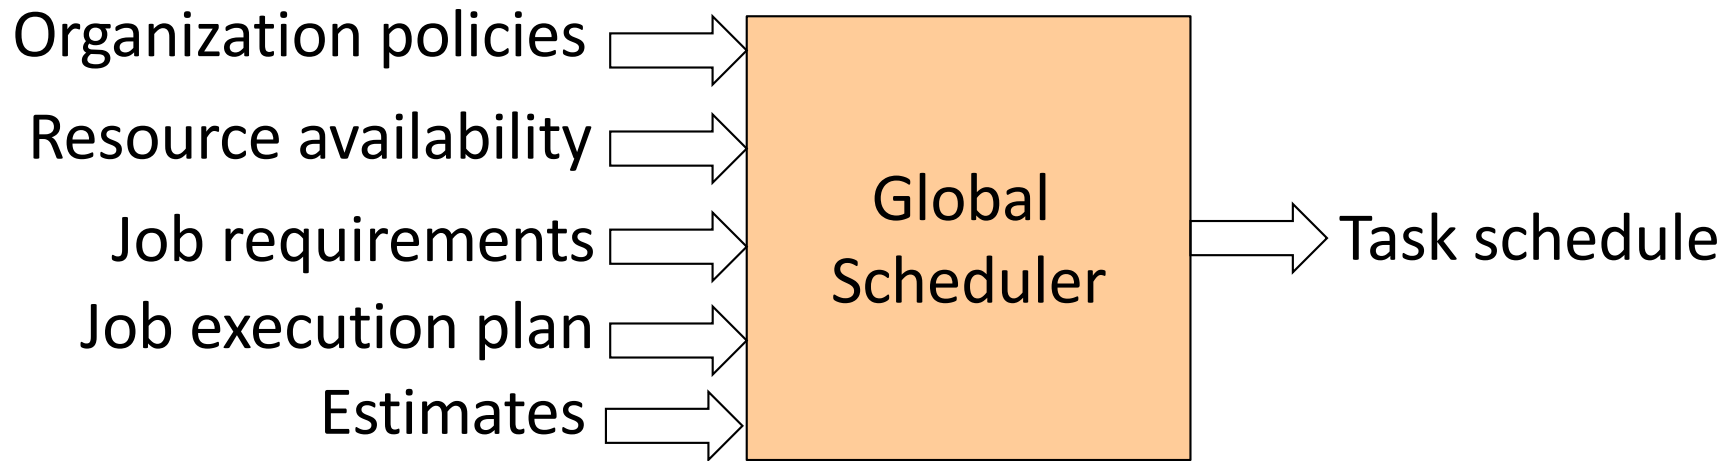 Organization policies
Resource availability
Job requirements
Job execution plan
Estimates
Global
Scheduler
Task schedule